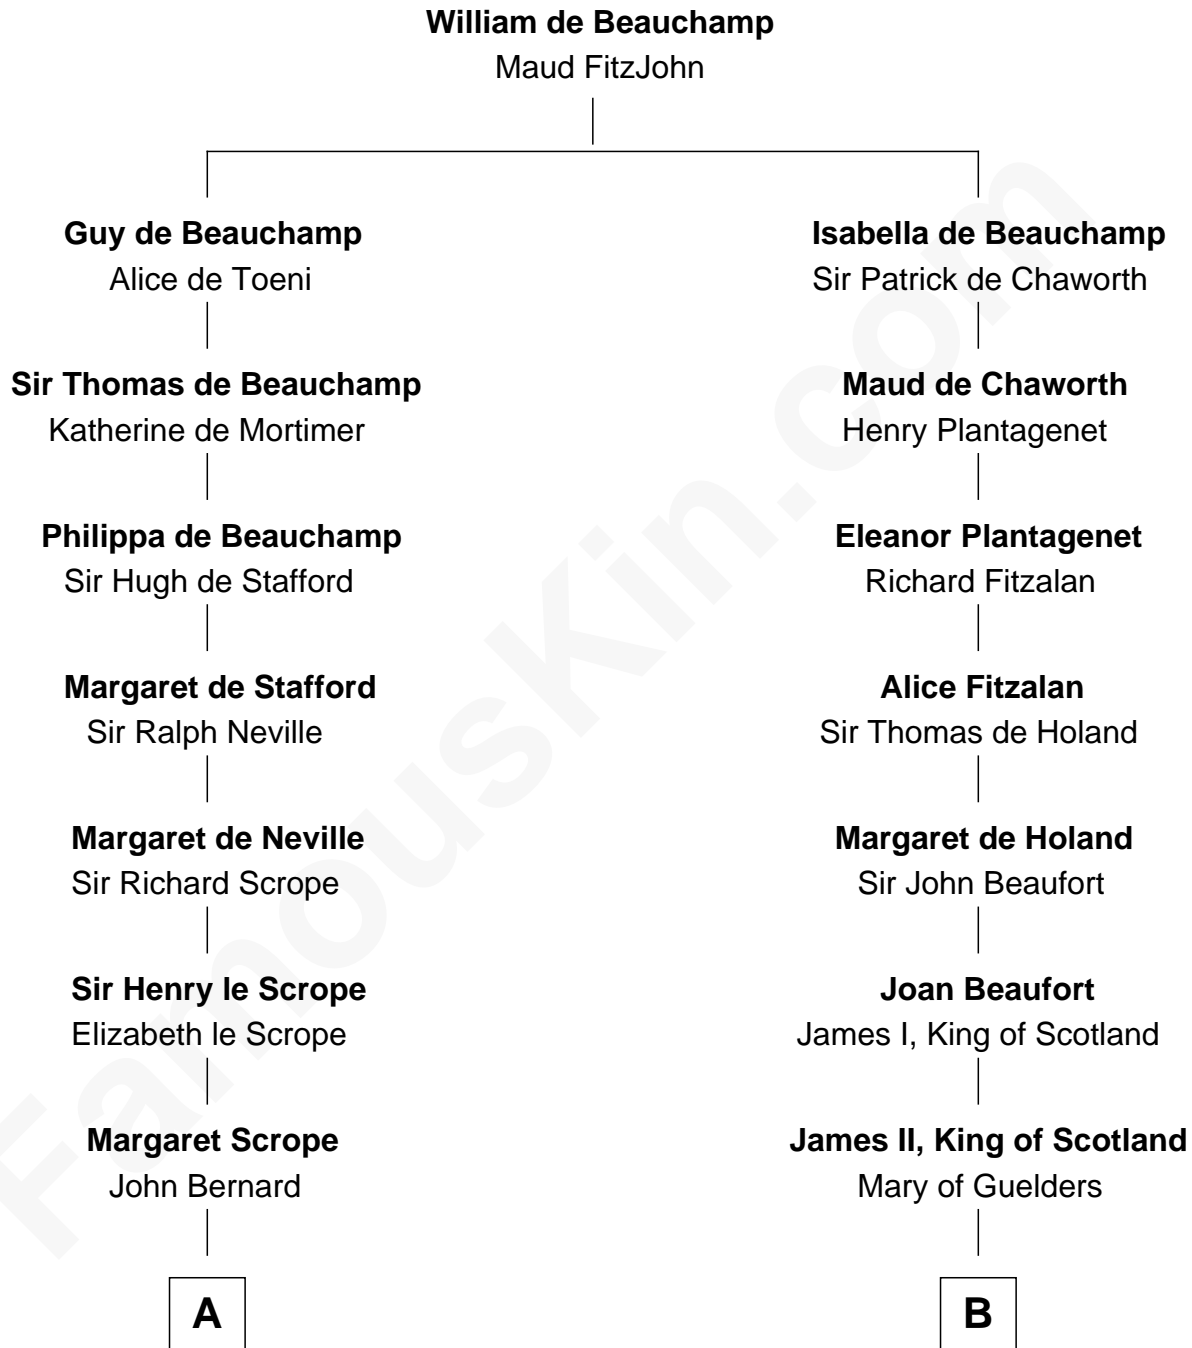 William de Beauchamp
Maud FitzJohn
Guy de Beauchamp
Alice de Toeni
Isabella de Beauchamp
Sir Patrick de Chaworth
Sir Thomas de Beauchamp
Katherine de Mortimer
Maud de Chaworth
Henry Plantagenet
Philippa de Beauchamp
Sir Hugh de Stafford
Eleanor Plantagenet
Richard Fitzalan
Margaret de Stafford
Sir Ralph Neville
Alice Fitzalan
Sir Thomas de Holand
Margaret de Neville
Sir Richard Scrope
Margaret de Holand
Sir John Beaufort
Sir Henry le Scrope
Elizabeth le Scrope
Joan Beaufort
James I, King of Scotland
Margaret Scrope
John Bernard
James II, King of Scotland
Mary of Guelders
A
B
FamousKin.com